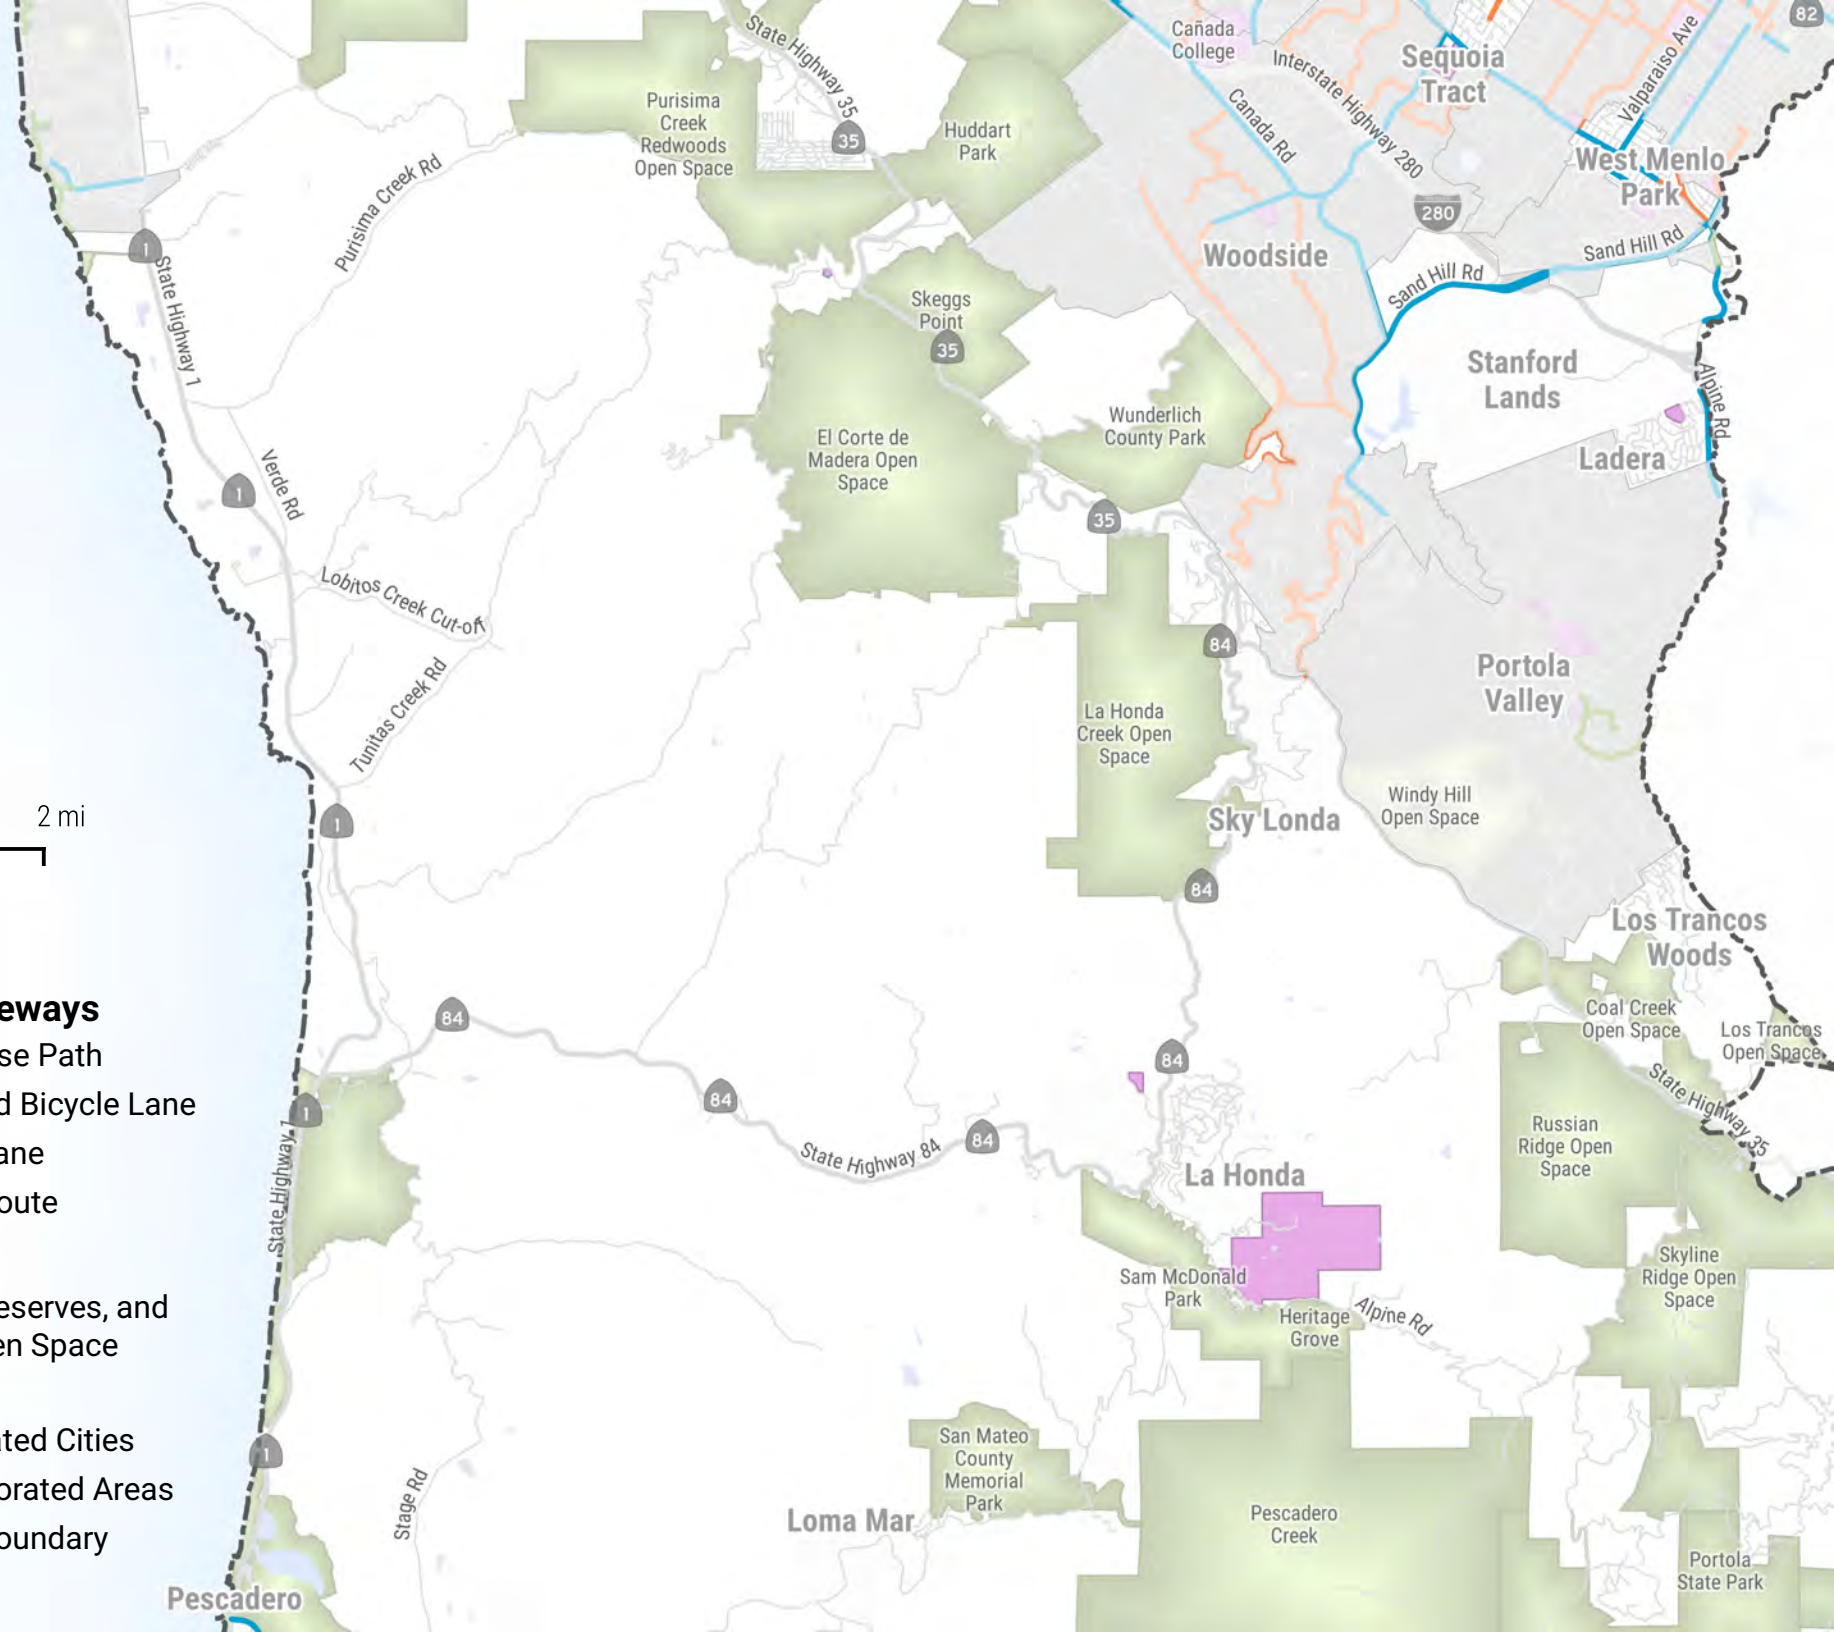 State Highway 35
82
Cañada
College
Sequoia
Tract
Valparaiso Ave
Interstate Highway 280
Canada Rd
Purisima
Creek
Redwoods
Open Space
35
Huddart
Park
West Menlo
Park
Purisima Creek Rd
280
1
Woodside
Sand Hill Rd
Sand Hill Rd
State Highway 1
Skeggs
Point
35
Stanford
Lands
Alpine Rd
Wunderlich
County Park
El Corte de
Madera Open
Space
Ladera
Verde Rd
1
35
Lobitos Creek Cut-off
84
Tunitas Creek Rd
Portola
Valley
La Honda
Creek Open
Space
2 mi
1
Sky Londa
Windy Hill
Open Space
84
Los Trancos
Woods
eways
84
Coal Creek
Open Space
Los Trancos
Open Space
se Path
84
84
State Highway 35
d Bicycle Lane
1
84
State Highway 84
Russian
Ridge Open
Space
ane
La Honda
State Highway 1
oute
Skyline
Ridge Open
Space
Sam McDonald
Park
Heritage
Grove
Alpine Rd
eserves, and
en Space
ated Cities
1
San Mateo
County
Memorial
Park
orated Areas
Stage Rd
Loma Mar
Pescadero
Creek
oundary
Portola
State Park
Pescadero